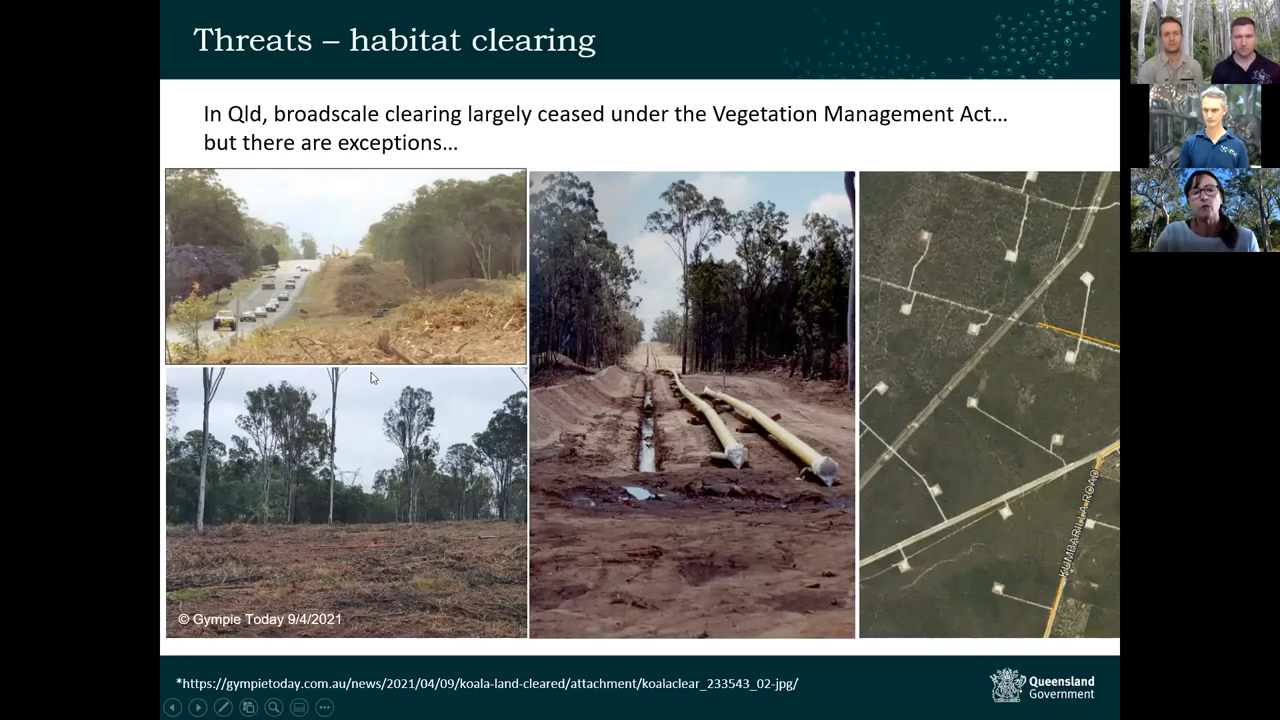 Threats – habitat clearing
In Qld, broadscale clearing largely ceased under the Vegetation Management Act…
but there are exceptions…
© Gympie Today 9/4/2021
KUMBARILLA ROAD
*https://gympietoday.com.au/news/2021/04/09/koala-land-cleared/attachment/koalaclear_233543_02-jpg/
Queensland
Government